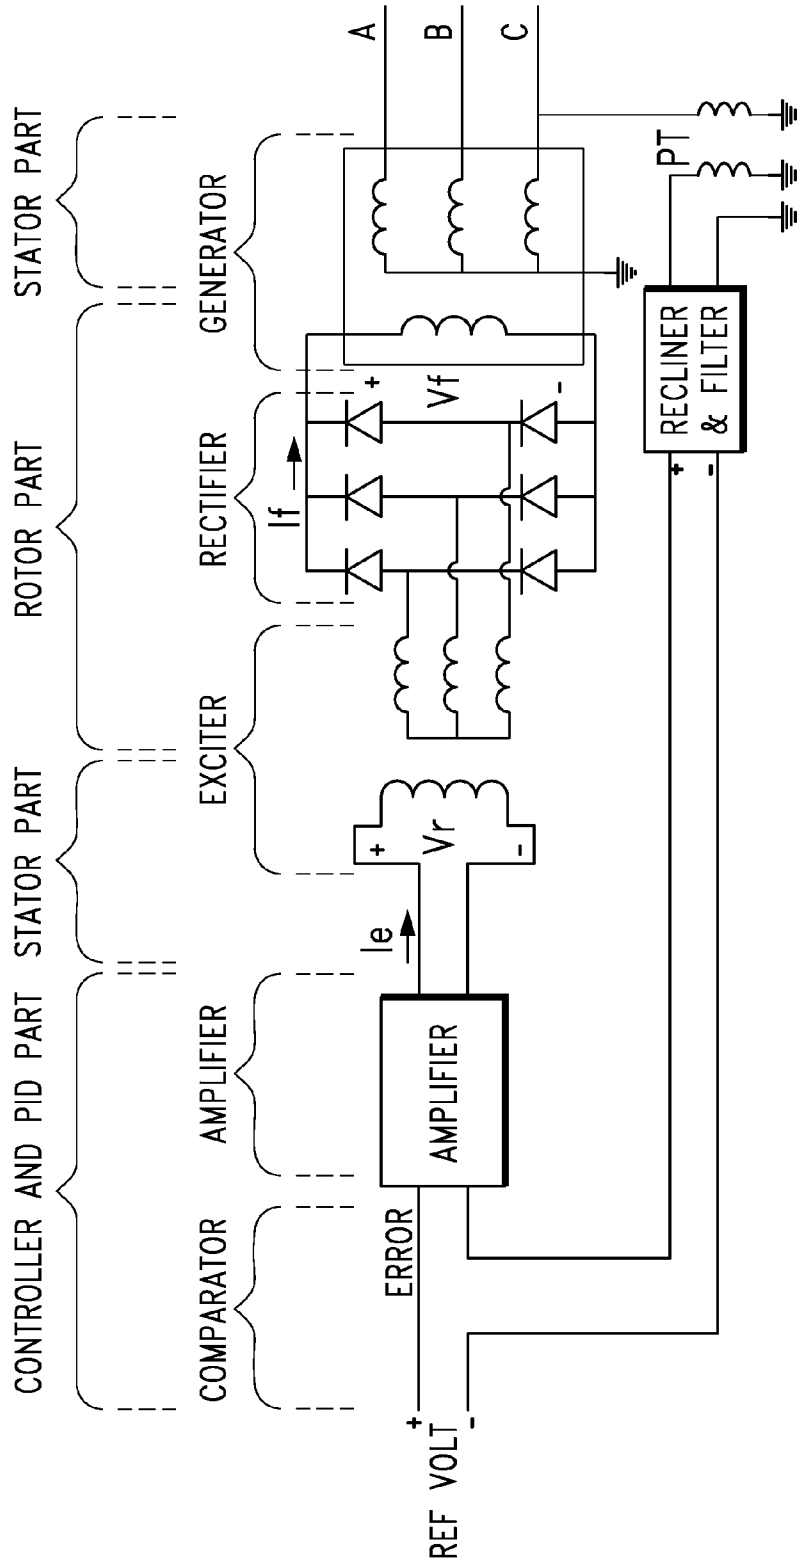 CONTROLLER AND PID PART
STATOR PART
ROTOR PART
STATOR PART
COMPARATOR
AMPLIFIER
EXCITER
RECTIFIER
GENERATOR
If
+
Vf
-
A
B
C
Ie
+
Vr
-
ERROR
AMPLIFIER
REF VOLT
+
-
PT
RECLINER
& FILTER
+
-